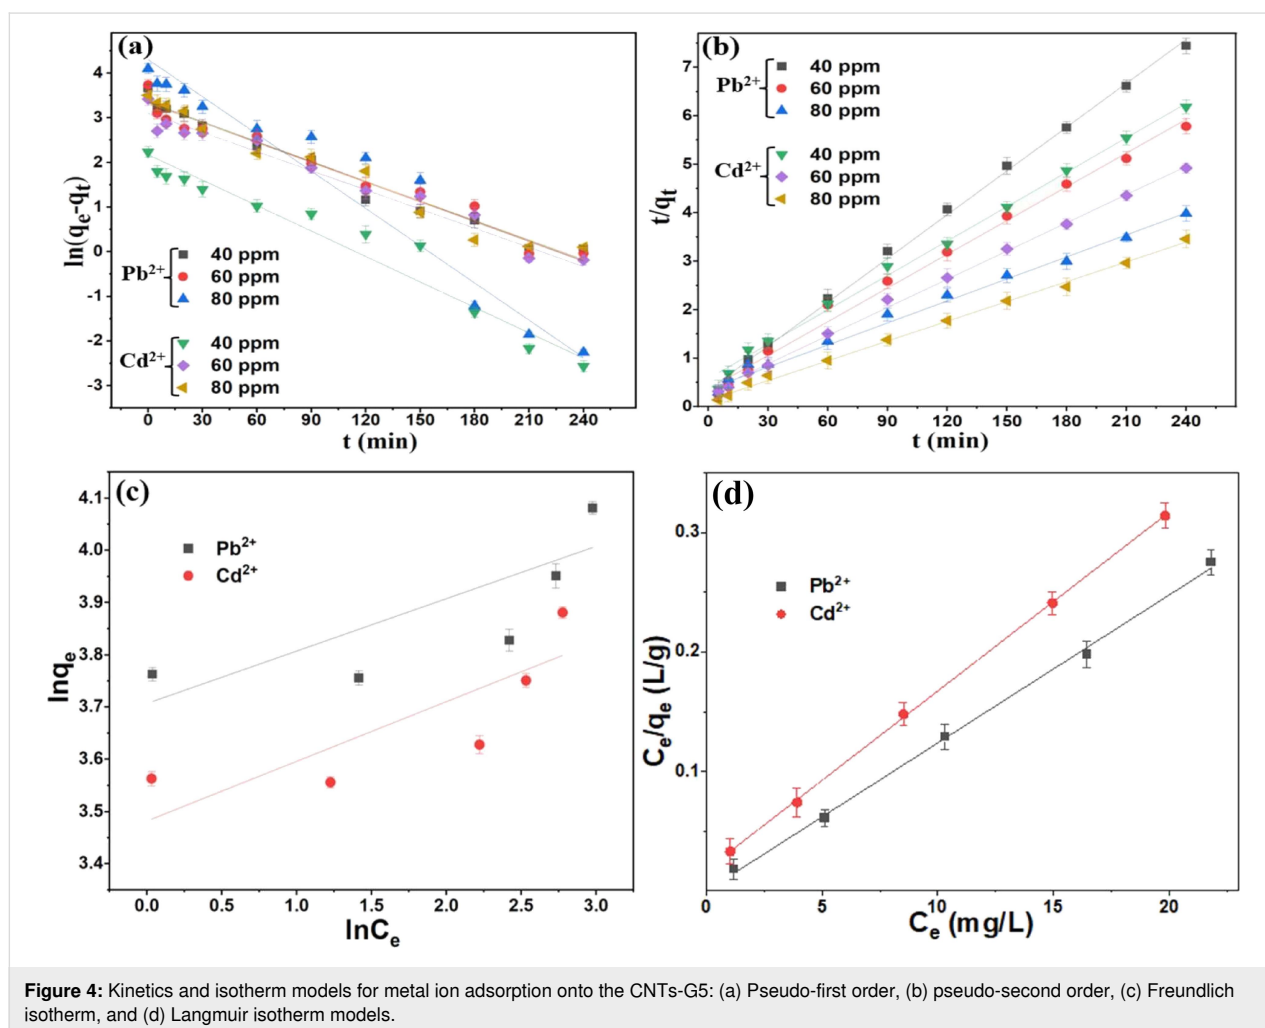 (a)
4
3
2
1
0
-1
-2
-3
ln(qe-qt)
Pb2+
40 ppm
60 ppm
80 ppm
Cd2+
40 ppm
60 ppm
80 ppm
0 30 60 90 120 150 180 210 240
t (min)
(b)
7
6
5
4
3
2
1
0
t/qt
Pb2+
40 ppm
60 ppm
80 ppm
Cd2+
40 ppm
60 ppm
80 ppm
0 30 60 90 120 150 180 210 240
t (min)
(c)
4.1
4.0
3.9
3.8
3.7
3.6
3.5
3.4
lnqe
Pb2+
Cd2+
0.0 0.5 1.0 1.5 2.0 2.5 3.0
lnCe
(d)
0.3
0.2
0.1
Ce/qe (L/g)
Pb2+
Cd2+
0 5 10 15 20
Ce (mg/L)
Figure 4: Kinetics and isotherm models for metal ion adsorption onto the CNTs-G5: (a) Pseudo-first order, (b) pseudo-second order, (c) Freundlich
isotherm, and (d) Langmuir isotherm models.